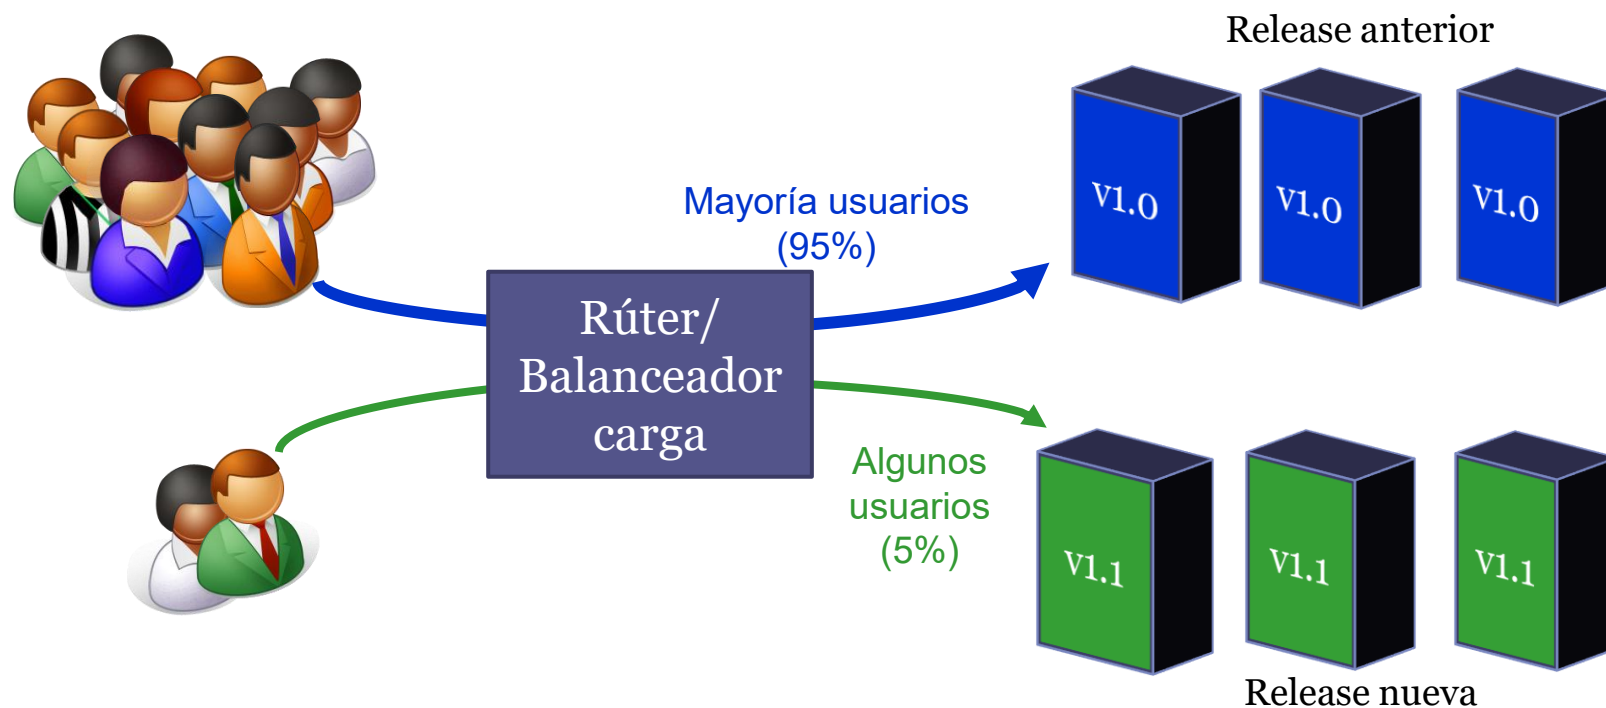 Release anterior
v1.0
v1.0
v1.0
Mayoría usuarios
(95%)
Rúter/
Balanceador
carga
Algunos
usuarios
(5%)
v1.1
v1.1
v1.1
Release nueva